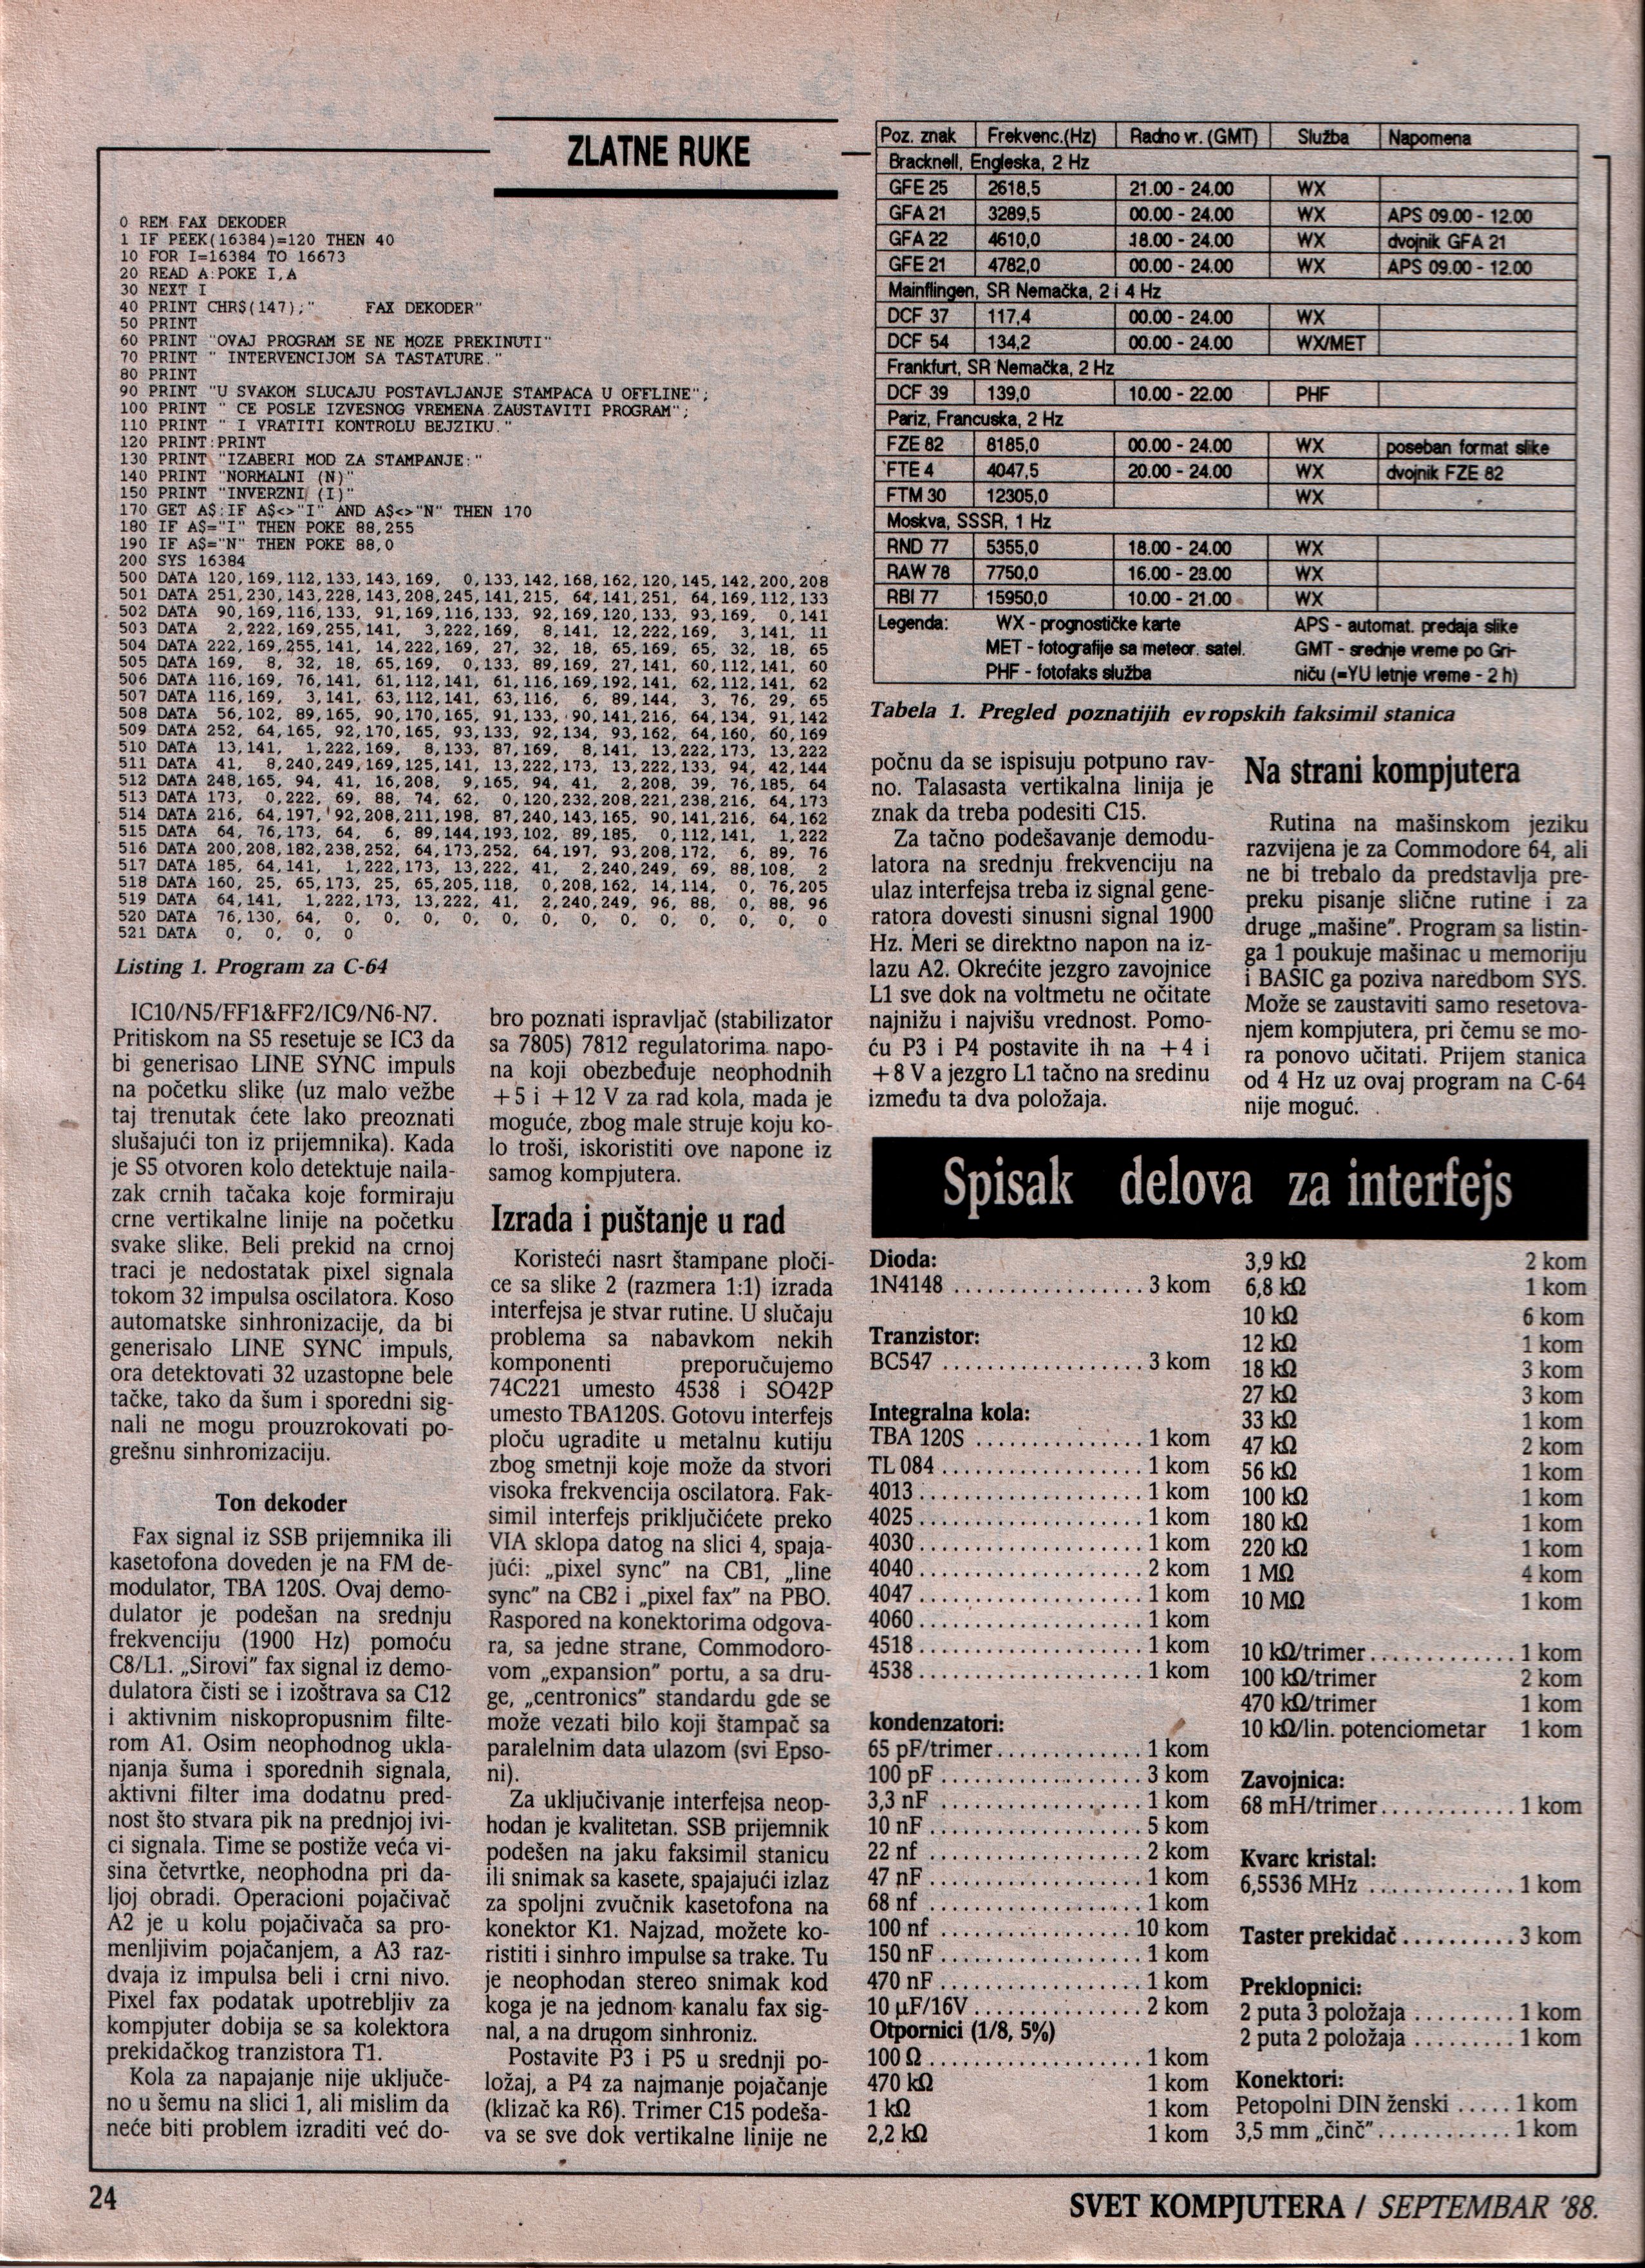 ZLATNE RUKE
0 REM FAX DEKODER
1 IF PEEK(16384)=120 THEN 40
10 FOR I=16384 TO 16673
20 READ A:POKE I,A
30 NEXT I
40 PRINT CHR$(147);"      FAX DEKODER"
50 PRINT
60 PRINT "OVAJ PROGRAM SE NE MOZE PREKINUTI"
70 PRINT " INTERVENCIJOM SA TASTATURE."
80 PRINT
90 PRINT "U SVAKOM SLUCAJU POSTAVLJANJE STAMPACA U OFFLINE";
100 PRINT " CE POSLE IZVESNOG VREMENA ZAUSTAVITI PROGRAM";
110 PRINT " I VRATITI KONTROLU BEJZIKU."
120 PRINT:PRINT
130 PRINT "IZABERI MOD ZA STAMPANJE:"
140 PRINT "NORMALNI (N)"
150 PRINT "INVERZNI (I)"
170 GET A$:IF A$<>"I" AND A$<>"N" THEN 170
180 IF A$="I" THEN POKE 88,255
190 IF A$="N" THEN POKE 88,0
200 SYS 16384
500 DATA 120,169,112,133,143,169,  0,133,142,168,162,120,145,142,200,208
501 DATA 251,230,143,228,143,208,245,141,215, 64,141,251, 64,169,112,133
502 DATA  90,169,116,133, 91,169,116,133, 92,169,120,133, 93,169,  0,141
503 DATA   2,222,169,255,141,  3,222,169,  8,141, 12,222,169,  3,141, 11
504 DATA 222,169,255,141, 14,222,169, 27, 32, 18, 65,169, 65, 32, 18, 65
505 DATA 169,  8, 32, 18, 65,169,  0,133, 89,169, 27,141, 60,112,141, 60
506 DATA 116,169, 76,141, 61,112,141, 61,116,169,192,141, 62,112,141, 62
507 DATA 116,169,  3,141, 63,112,141, 63,116,  6, 89,144,  3, 76, 29, 65
508 DATA  56,102, 89,165, 90,170,165, 91,133, 90,141,216, 64,134, 91,142
509 DATA 252, 64,165, 92,170,165, 93,133, 92,134, 93,162, 64,160, 60,169
510 DATA  13,141,  1,222,169,  8,133, 87,169,  8,141, 13,222,173, 13,222
511 DATA  41,  8,240,249,169,125,141, 13,222,173, 13,222,133, 94, 42,144
512 DATA 248,165, 94, 41, 16,208,  9,165, 94, 41,  2,208, 39, 76,185, 64
513 DATA 173,  0,222, 69, 88, 74, 62,  0,120,232,208,221,238,216, 64,173
514 DATA 216, 64,197, 92,208,211,198, 87,240,143,165, 90,141,216, 64,162
515 DATA  64, 76,173, 64,  6, 89,144,193,102, 89,185,  0,112,141,  1,222
516 DATA 200,208,182,238,252, 64,173,252, 64,197, 93,208,172,  6, 89, 76
517 DATA 185, 64,141,  1,222,173, 13,222, 41,  2,240,249, 69, 88,108,  2
518 DATA 160, 25, 65,173, 25, 65,205,118,  0,208,162, 14,114,  0, 76,205
519 DATA  64,141,  1,222,173, 13,222, 41,  2,240,249, 96, 88,  0, 88, 96
520 DATA  76,130, 64,  0,  0,  0,  0,  0,  0,  0,  0,  0,  0,  0,  0,  0
521 DATA   0,  0,  0,  0
Listing 1. Program za C-64
IC10/N5/FF1&FF2/IC9/N6-N7.
Pritiskom na S5 resetuje se IC3 da
bi generisao LINE SYNC impuls
na početku slike (uz malo vežbe
taj trenutak ćete lako preoznati
slušajući ton iz prijemnika). Kada
je S5 otvoren kolo detektuje naila-
zak crnih tačaka koje formiraju
crne vertikalne linije na početku
svake slike. Beli prekid na crnoj
traci je nedostatak pixel signala
tokom 32 impulsa oscilatora. Koso
automatske sinhronizacije, da bi
generisalo LINE SYNC impuls,
ora detektovati 32 uzastopne bele
tačke, tako da šum i sporedni sig-
nali ne mogu prouzrokovati po-
grešnu sinhronizaciju.
Ton dekoder
Fax signal iz SSB prijemnika ili
kasetofona doveden je na FM de-
modulator, TBA 120S. Ovaj demo-
dulator je podešan na srednju
frekvenciju (1900 Hz) pomoću
C8/L1. „Sirovi” fax signal iz demo-
dulatora čisti se i izoštrava sa C12
i aktivnim niskopropusnim filte-
rom A1. Osim neophodnog ukla-
njanja šuma i sporednih signala,
aktivni filter ima dodatnu pred-
nost što stvara pik na prednjoj ivi-
ci signala. Time se postiže veća vi-
sina četvrtke, neophodna pri da-
ljoj obradi. Operacioni pojačivač
A2 je u kolu pojačivača sa pro-
menljivim pojačanjem, a A3 raz-
dvaja iz impulsa beli i crni nivo.
Pixel fax podatak upotrebljiv za
kompjuter dobija se sa kolektora
prekidačkog tranzistora T1.
Kola za napajanje nije uključe-
no u šemu na slici 1, ali mislim da
neće biti problem izraditi već do-
bro poznati ispravljač (stabilizator
sa 7805) 7812 regulatorima napo-
na koji obezbeđuje neophodnih
+5 i +12 V za rad kola, mada je
moguće, zbog male struje koju ko-
lo troši, iskoristiti ove napone iz
samog kompjutera.
Izrada i puštanje u rad
Koristeći nasrt štampane ploči-
ce sa slike 2 (razmera 1:1) izrada
interfejsa je stvar rutine. U slučaju
problema sa nabavkom nekih
komponenti preporučujemo
74C221 umesto 4538 i SO42P
umesto TBA120S. Gotovu interfejs
ploču ugradite u metalnu kutiju
zbog smetnji koje može da stvori
visoka frekvencija oscilatora. Fak-
simil interfejs priključićete preko
VIA sklopa datog na slici 4, spaja-
jući: „pixel sync” na CB1, „line
sync” na CB2 i „pixel fax” na PBO.
Raspored na konektorima odgova-
ra, sa jedne strane, Commodoro-
vom „expansion” portu, a sa dru-
ge, „centronics” standardu gde se
može vezati bilo koji štampač sa
paralelnim data ulazom (svi Epso-
ni).
Za uključivanje interfejsa neop-
hodan je kvalitetan. SSB prijemnik
podešen na jaku faksimil stanicu
ili snimak sa kasete, spajajući izlaz
za spoljni zvučnik kasetofona na
konektor K1. Najzad, možete ko-
ristiti i sinhro impulse sa trake. Tu
je neophodan stereo snimak kod
koga je na jednom kanalu fax sig-
nal, a na drugom sinhroniz.
Postavite P3 i P5 u srednji po-
ložaj, a P4 za najmanje pojačanje
(klizač ka R6). Trimer C15 podeša-
va se sve dok vertikalne linije ne
Poz. znak Frekvenc.(Hz) Radno vr. (GMT) Služba Napomena
Bracknell, Engleska, 2 Hz
GFE 25 2618,5 21.00 - 24.00 WX
GFA 21 3289,5 00.00 - 24.00 WX APS 09.00 - 12.00
GFA 22 4610,0 18.00 - 24.00 WX dvojnik GFA 21
GFE 21 4782,0 00.00 - 24.00 WX APS 09.00 - 12.00
Mainflingen, SR Nemačka, 2 i 4 Hz
DCF 37 117,4 00.00 - 24.00 WX
DCF 54 134,2 00.00 - 24.00 WX/MET
Frankfurt, SR Nemačka, 2 Hz
DCF 39 139,0 10.00 - 22.00 PHF
Pariz, Francuska, 2 Hz
FZE 82 8185,0 00.00 - 24.00 WX poseban format slike
FTE 4 4047,5 20.00 - 24.00 WX dvojnik FZE 82
FTM 30 12305,0 WX
Moskva, SSSR, 1 Hz
RND 77 5355,0 18.00 - 24.00 WX
RAW 78 7750,0 16.00 - 23.00 WX
RBI 77 15950,0 10.00 - 21.00 WX
Legenda: WX - prognostičke karte APS - automat. predaja slike
MET - fotografije sa meteor. satel. GMT - srednje vreme po Gri-
PHF - fotofaks služba niču (=YU letnje vreme - 2 h)
Tabela 1. Pregled poznatijih evropskih faksimil stanica
počnu da se ispisuju potpuno rav-
no. Talasasta vertikalna linija je
znak da treba podesiti C15.
Za tačno podešavanje demodu-
latora na srednju frekvenciju na
ulaz interfejsa treba iz signal gene-
ratora dovesti sinusni signal 1900
Hz. Meri se direktno napon na iz-
lazu A2. Okrećite jezgro zavojnice
L1 sve dok na voltmetu ne očitate
najnižu i najvišu vrednost. Pomo-
ću P3 i P4 postavite ih na +4 i
+8 V a jezgro L1 tačno na sredinu
između ta dva položaja.
Na strani kompjutera
Rutina na mašinskom jeziku
razvijena je za Commodore 64, ali
ne bi trebalo da predstavlja pre-
preku pisanje slične rutine i za
druge „mašine”. Program sa listin-
ga 1 poukuje mašinac u memoriju
i BASIC ga poziva naredbom SYS.
Može se zaustaviti samo resetova-
njem kompjutera, pri čemu se mo-
ra ponovo učitati. Prijem stanica
od 4 Hz uz ovaj program na C-64
nije moguć.
Spisak delova za interfejs
Dioda:
1N4148 ................. 3 kom
Tranzistor:
BC547 .................. 3 kom
Integralna kola:
TBA 120S ............... 1 kom
TL 084 .................. 1 kom
4013 .................... 1 kom
4025 .................... 1 kom
4030 .................... 1 kom
4040 .................... 2 kom
4047 .................... 1 kom
4060 .................... 1 kom
4518 .................... 1 kom
4538 .................... 1 kom
kondenzatori:
65 pF/trimer ............. 1 kom
100 pF .................. 3 kom
3,3 nF .................. 1 kom
10 nF ................... 5 kom
22 nf ................... 2 kom
47 nF ................... 1 kom
68 nf ................... 1 kom
100 nf ................. 10 kom
150 nF .................. 1 kom
470 nF .................. 1 kom
10 µF/16V ............... 2 kom
Otpornici (1/8, 5%)
100 Ω ................... 1 kom
470 kΩ 1 kom
1 kΩ 1 kom
2,2 kΩ 1 kom
3,9 kΩ 2 kom
6,8 kΩ 1 kom
10 kΩ 6 kom
12 kΩ 1 kom
18 kΩ 3 kom
27 kΩ 3 kom
33 kΩ 1 kom
47 kΩ 2 kom
56 kΩ 1 kom
100 kΩ 1 kom
180 kΩ 1 kom
220 kΩ 1 kom
1 MΩ 4 kom
10 MΩ 1 kom
10 kΩ/trimer ............. 1 kom
100 kΩ/trimer 2 kom
470 kΩ/trimer 1 kom
10 kΩ/lin. potenciometar 1 kom
Zavojnica:
68 mH/trimer ............ 1 kom
Kvarc kristal:
6,5536 MHz ............. 1 kom
Taster prekidač .......... 3 kom
Preklopnici:
2 puta 3 položaja ......... 1 kom
2 puta 2 položaja ......... 1 kom
Konektori:
Petopolni DIN ženski ..... 1 kom
3,5 mm „činč” ............ 1 kom
24
SVET KOMPJUTERA / SEPTEMBAR '88.